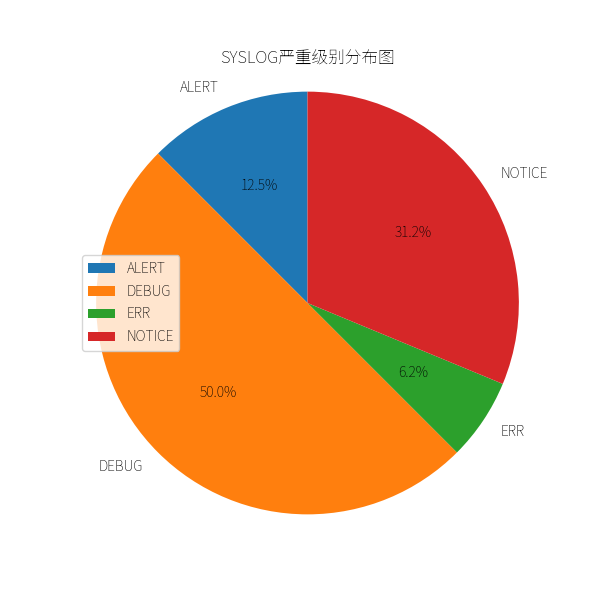 SYSLOG严重级别分布图
ALERT
NOTICE
12.5%
31.2%
ALERT
DEBUG
ERR
NOTICE
6.2%
50.0%
ERR
DEBUG